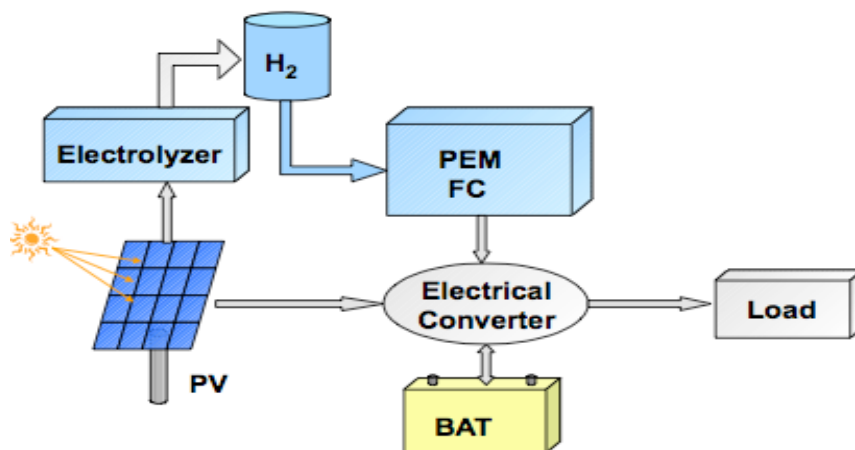 H₂
Electrolyzer
PEM
FC
Electrical
Converter
Load
PV
BAT